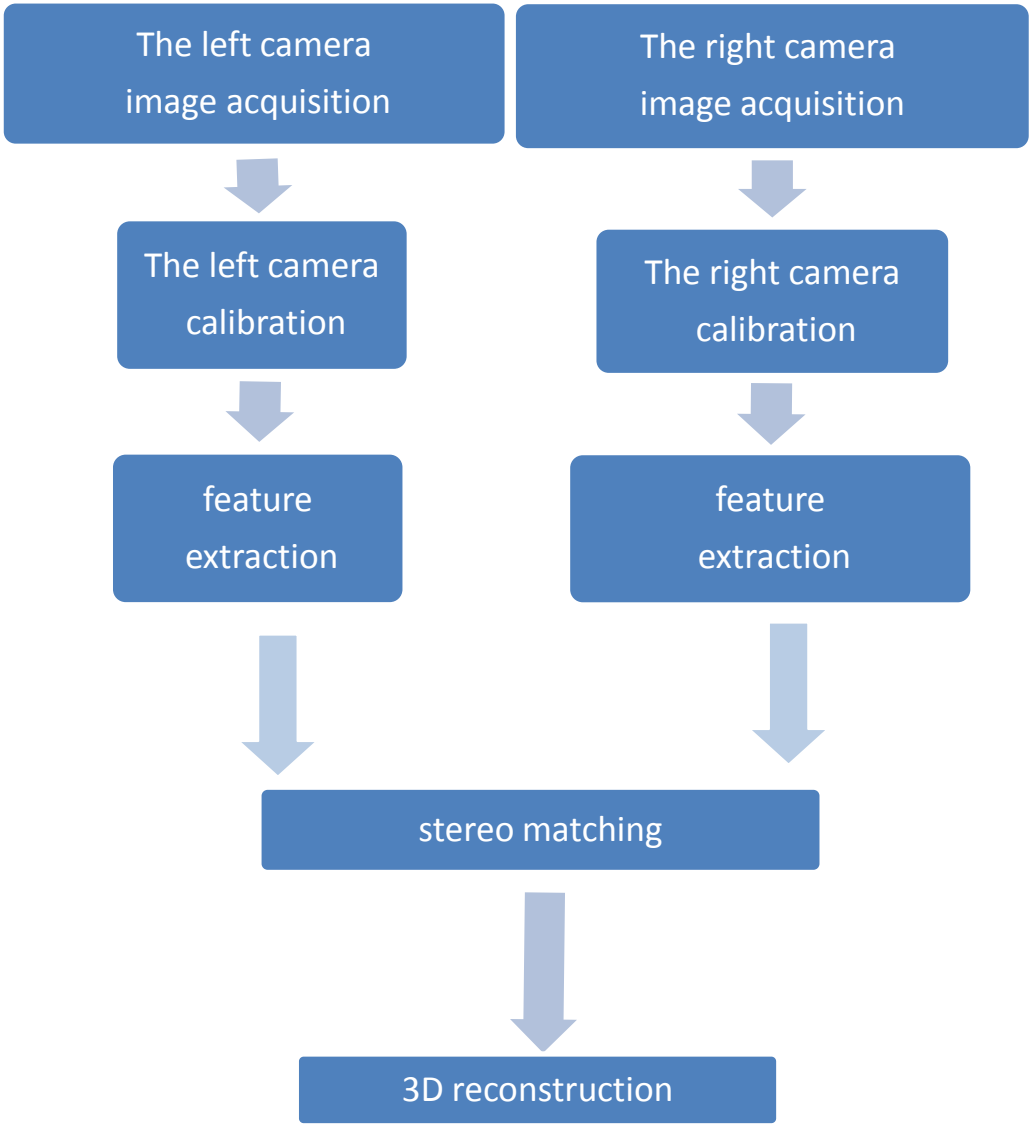 The left camera
image acquisition
The right camera
image acquisition
The left camera
calibration
The right camera
calibration
feature
extraction
feature
extraction
stereo matching
3D reconstruction